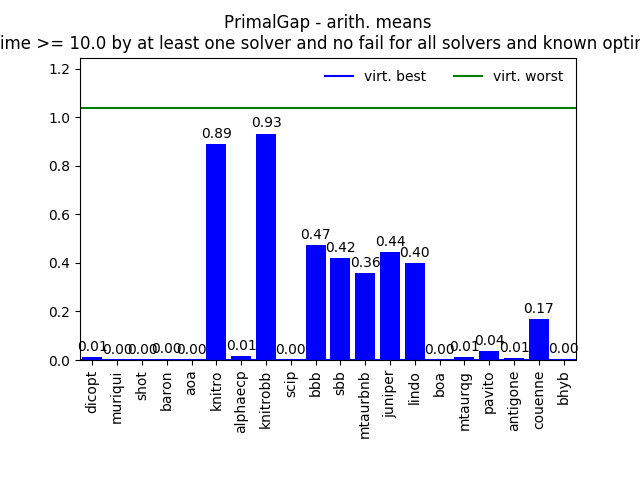 PrimalGap - arith. means
ime >= 10.0 by at least one solver and no fail for all solvers and known optim
1.2
virt. best
virt. worst
1.0
0.8
0.6
0.4
0.2
0.0
0.01
0.00
0.00
0.00
0.00
0.89
0.01
0.93
0.00
0.47
0.42
0.36
0.44
0.40
0.00
0.01
0.04
0.01
0.17
0.00
dicopt
muriqui
shot
baron
aoa
knitro
alphaecp
knitrobb
scip
bbb
sbb
mtaurbnb
juniper
lindo
boa
mtaurqg
pavito
antigone
couenne
bhyb